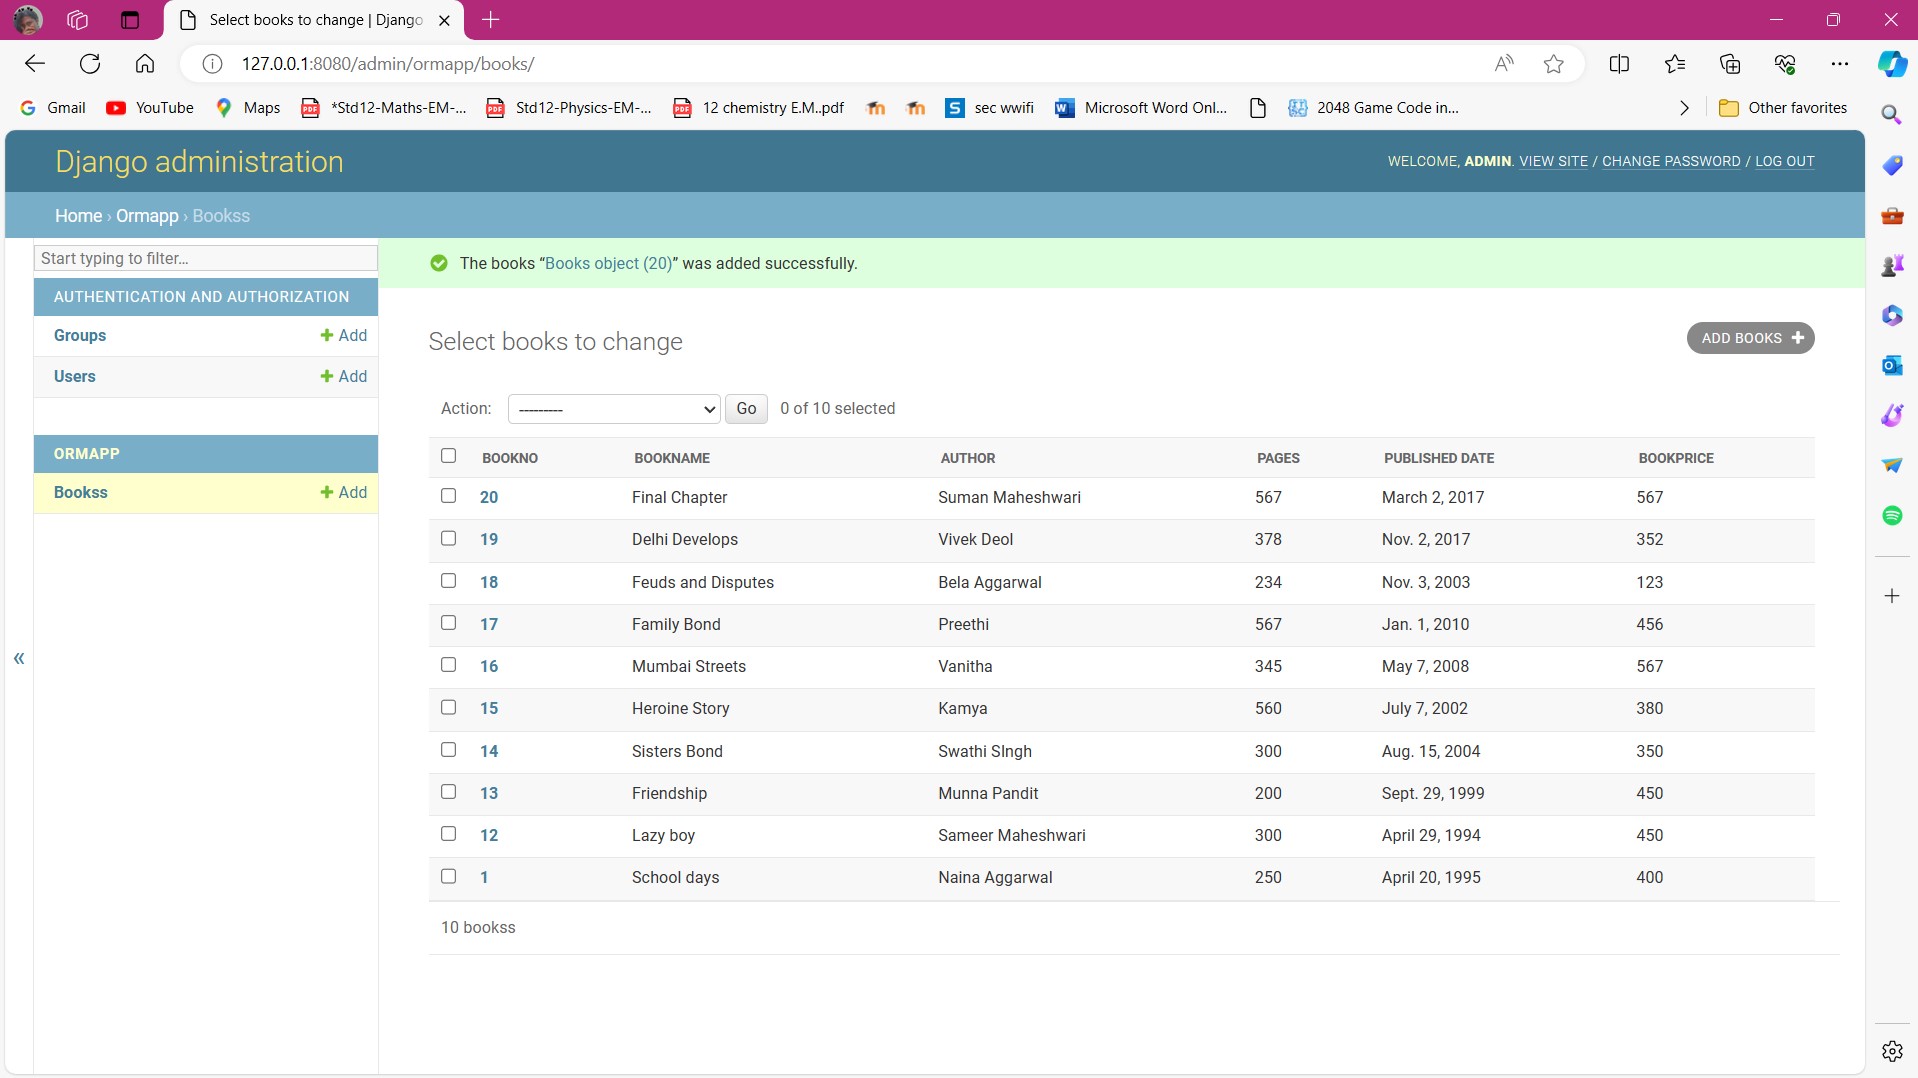 Select books to change | Django
127.0.0.1:8080/admin/ormapp/books/
Gmail YouTube Maps *Std12-Maths-EM-... Std12-Physics-EM-... 12 chemistry E.M..pdf sec wwifi Microsoft Word Onl... 2048 Game Code in... Other favorites
Django administration
WELCOME, ADMIN. VIEW SITE / CHANGE PASSWORD / LOG OUT
Home › Ormapp › Bookss
Start typing to filter...
AUTHENTICATION AND AUTHORIZATION
Groups + Add
Users + Add
ORMAPP
Bookss + Add
«
The books “Books object (20)” was added successfully.
Select books to change
ADD BOOKS +
Action: --------- Go 0 of 10 selected
BOOKNO BOOKNAME AUTHOR PAGES PUBLISHED DATE BOOKPRICE
20 Final Chapter Suman Maheshwari 567 March 2, 2017 567
19 Delhi Develops Vivek Deol 378 Nov. 2, 2017 352
18 Feuds and Disputes Bela Aggarwal 234 Nov. 3, 2003 123
17 Family Bond Preethi 567 Jan. 1, 2010 456
16 Mumbai Streets Vanitha 345 May 7, 2008 567
15 Heroine Story Kamya 560 July 7, 2002 380
14 Sisters Bond Swathi SIngh 300 Aug. 15, 2004 350
13 Friendship Munna Pandit 200 Sept. 29, 1999 450
12 Lazy boy Sameer Maheshwari 300 April 29, 1994 450
1 School days Naina Aggarwal 250 April 20, 1995 400
10 bookss